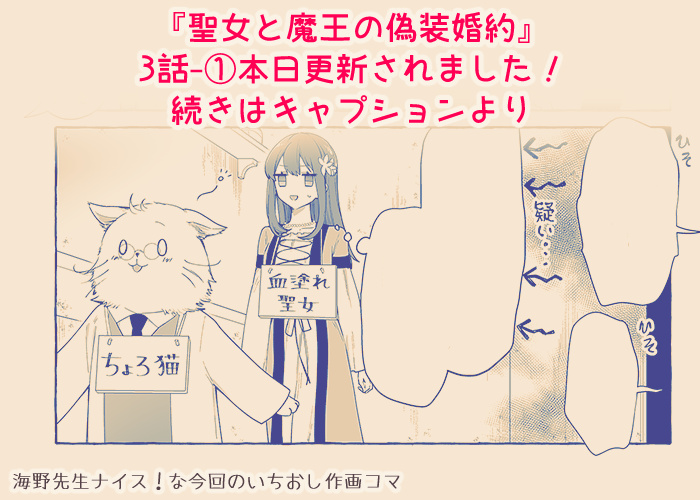 『聖女と魔王の偽装婚約』
3話-①本日更新されました！
続きはキャプションより
ひそ
疑い…
ひそ
血塗れ
聖女
ちょろ猫
海野先生ナイス！な今回のいちおし作画コマ